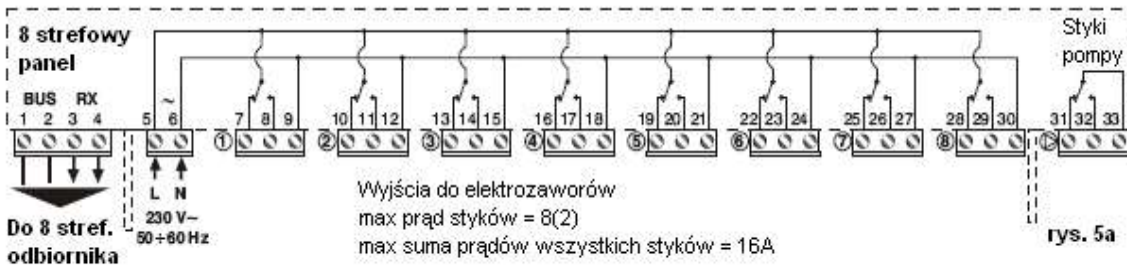 8 strefowy
panel
Styki
pompy
BUS RX
~
1 2 3 4 5 6 7 8 9 10 11 12 13 14 15 16 17 18 19 20 21 22 23 24 25 26 27 28 29 30 31 32 33
① ② ③ ④ ⑤ ⑥ ⑦ ⑧
L N
230 V~
50÷60 Hz
Do 8 stref.
odbiornika
Wyjścia do elektrozaworów
max prąd styków = 8(2)
max suma prądów wszystkich styków = 16A
rys. 5a